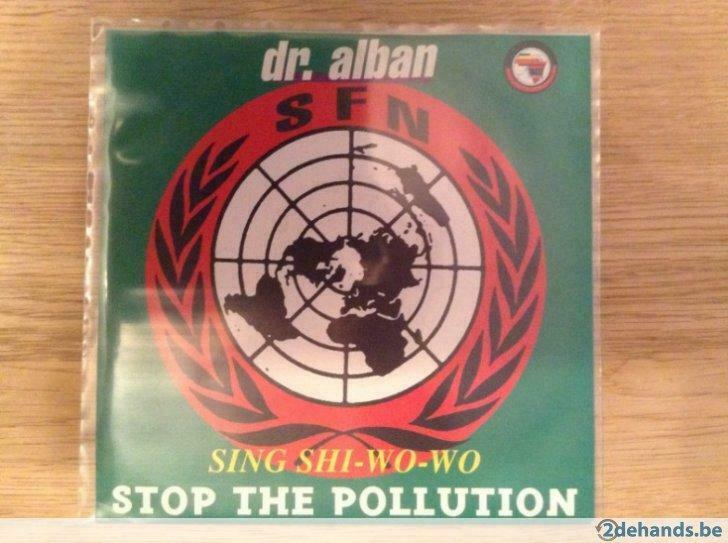 dr. alban
SFN
SING SHI-WO-WO
STOP THE POLLUTION
2dehands.be